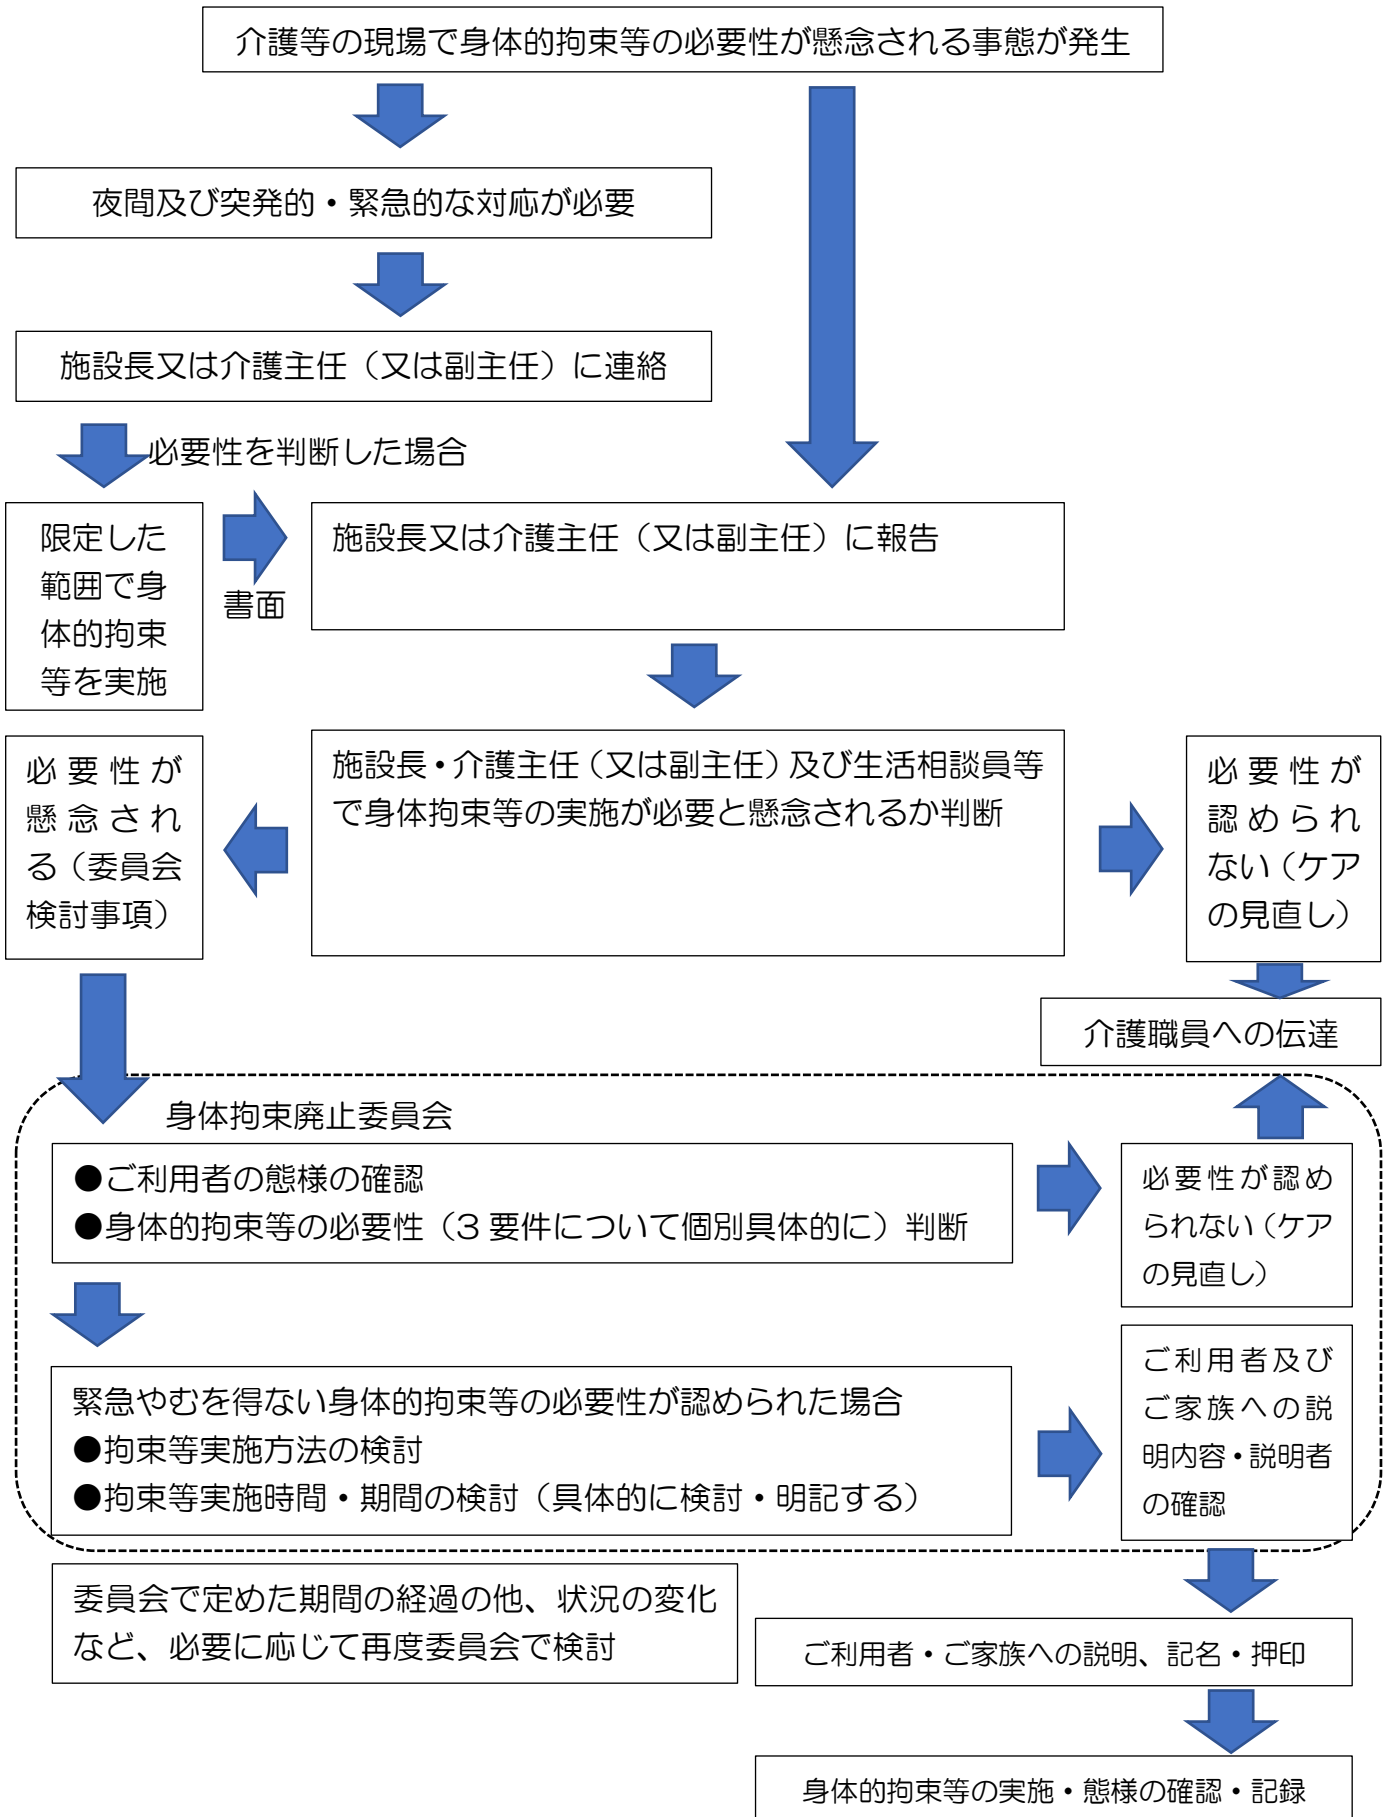 介護等の現場で身体的拘束等の必要性が懸念される事態が発生
夜間及び突発的・緊急的な対応が必要
施設長又は介護主任（又は副主任）に連絡
必要性を判断した場合
限定した
範囲で身
体的拘束
等を実施
書面
施設長又は介護主任（又は副主任）に報告
必要性が
懸念され
る（委員会
検討事項）
施設長・介護主任（又は副主任）及び生活相談員等
で身体拘束等の実施が必要と懸念されるか判断
必要性が
認められ
ない（ケア
の見直し）
介護職員への伝達
身体拘束廃止委員会
●ご利用者の態様の確認
●身体的拘束等の必要性（3 要件について個別具体的に）判断
必要性が認め
られない（ケア
の見直し）
緊急やむを得ない身体的拘束等の必要性が認められた場合
●拘束等実施方法の検討
●拘束等実施時間・期間の検討（具体的に検討・明記する）
ご利用者及び
ご家族への説
明内容・説明者
の確認
委員会で定めた期間の経過の他、状況の変化
など、必要に応じて再度委員会で検討
ご利用者・ご家族への説明、記名・押印
身体的拘束等の実施・態様の確認・記録